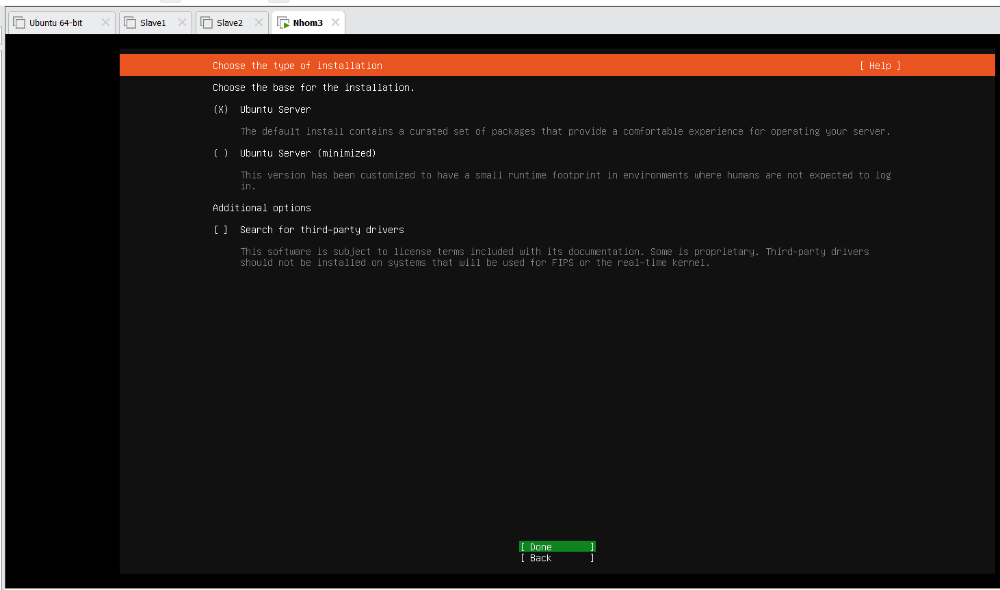 Ubuntu 64-bit Slave1 Slave2 Nhom3
Choose the type of installation [ Help ]
Choose the base for the installation.
(X) Ubuntu Server
The default install contains a curated set of packages that provide a comfortable experience for operating your server.
( ) Ubuntu Server (minimized)
This version has been customized to have a small runtime footprint in environments where humans are not expected to log
in.
Additional options
[ ] Search for third-party drivers
This software is subject to license terms included with its documentation. Some is proprietary. Third-party drivers
should not be installed on systems that will be used for FIPS or the real-time kernel.
[ Done ]
[ Back ]